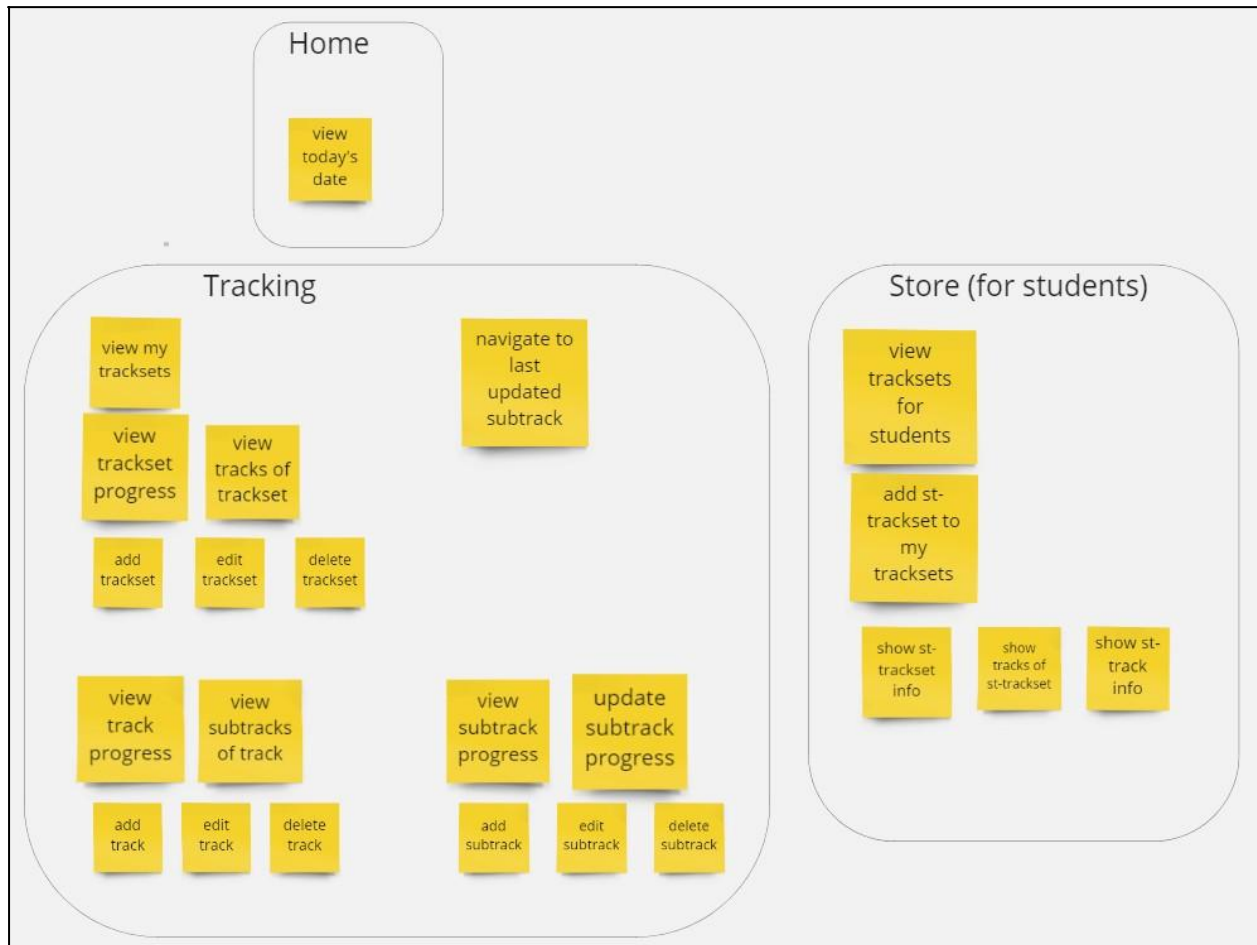 Home
view
today's
date
Tracking
view my
tracksets
navigate to
last
updated
subtrack
view
trackset
progress
view
tracks of
trackset
add
trackset
edit
trackset
delete
trackset
view
track
progress
view
subtracks
of track
view
subtrack
progress
update
subtrack
progress
add
track
edit
track
delete
track
add
subtrack
edit
subtrack
delete
subtrack
Store (for students)
view
tracksets
for
students
add st-
trackset to
my
tracksets
show st-
trackset
info
show
tracks of
st-trackset
show st-
track
info